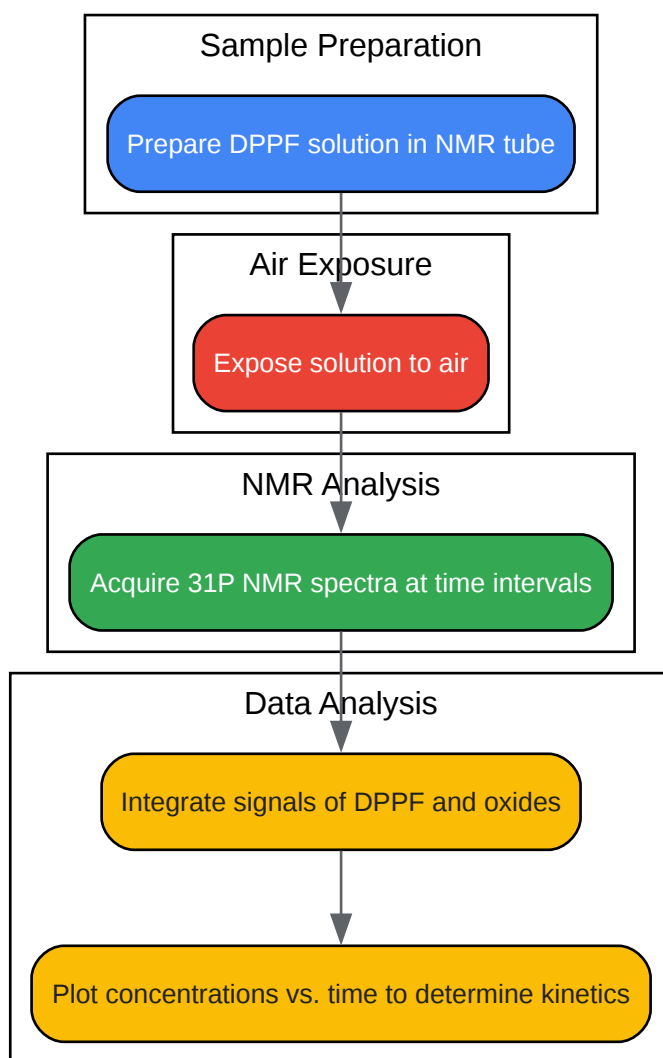 Sample Preparation
Prepare DPPF solution in NMR tube
Air Exposure
Expose solution to air
NMR Analysis
Acquire 31P NMR spectra at time intervals
Data Analysis
Integrate signals of DPPF and oxides
Plot concentrations vs. time to determine kinetics